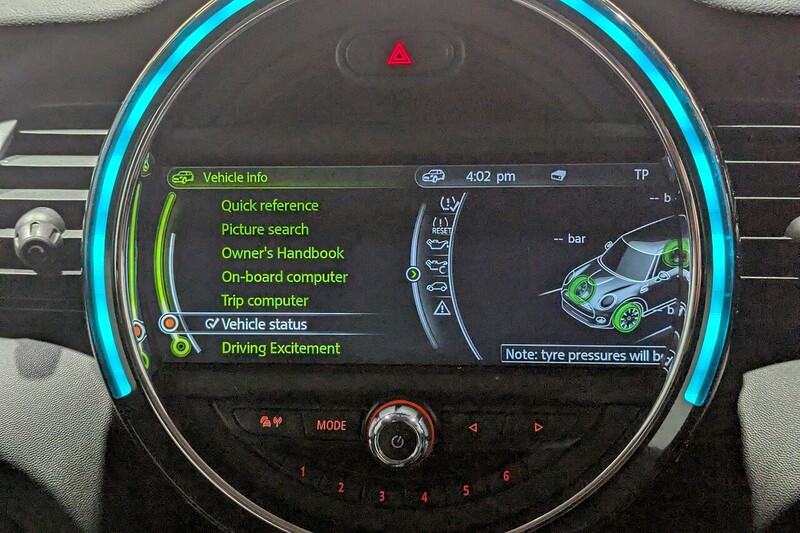 Vehicle info
4:02 pm
TP
Quick reference
Picture search
Owner's Handbook
On-board computer
Trip computer
Vehicle status
Driving Excitement
RESET
-- b
-- bar
-- b
Note: tyre pressures will b
MODE
1 2 3 4 5 6